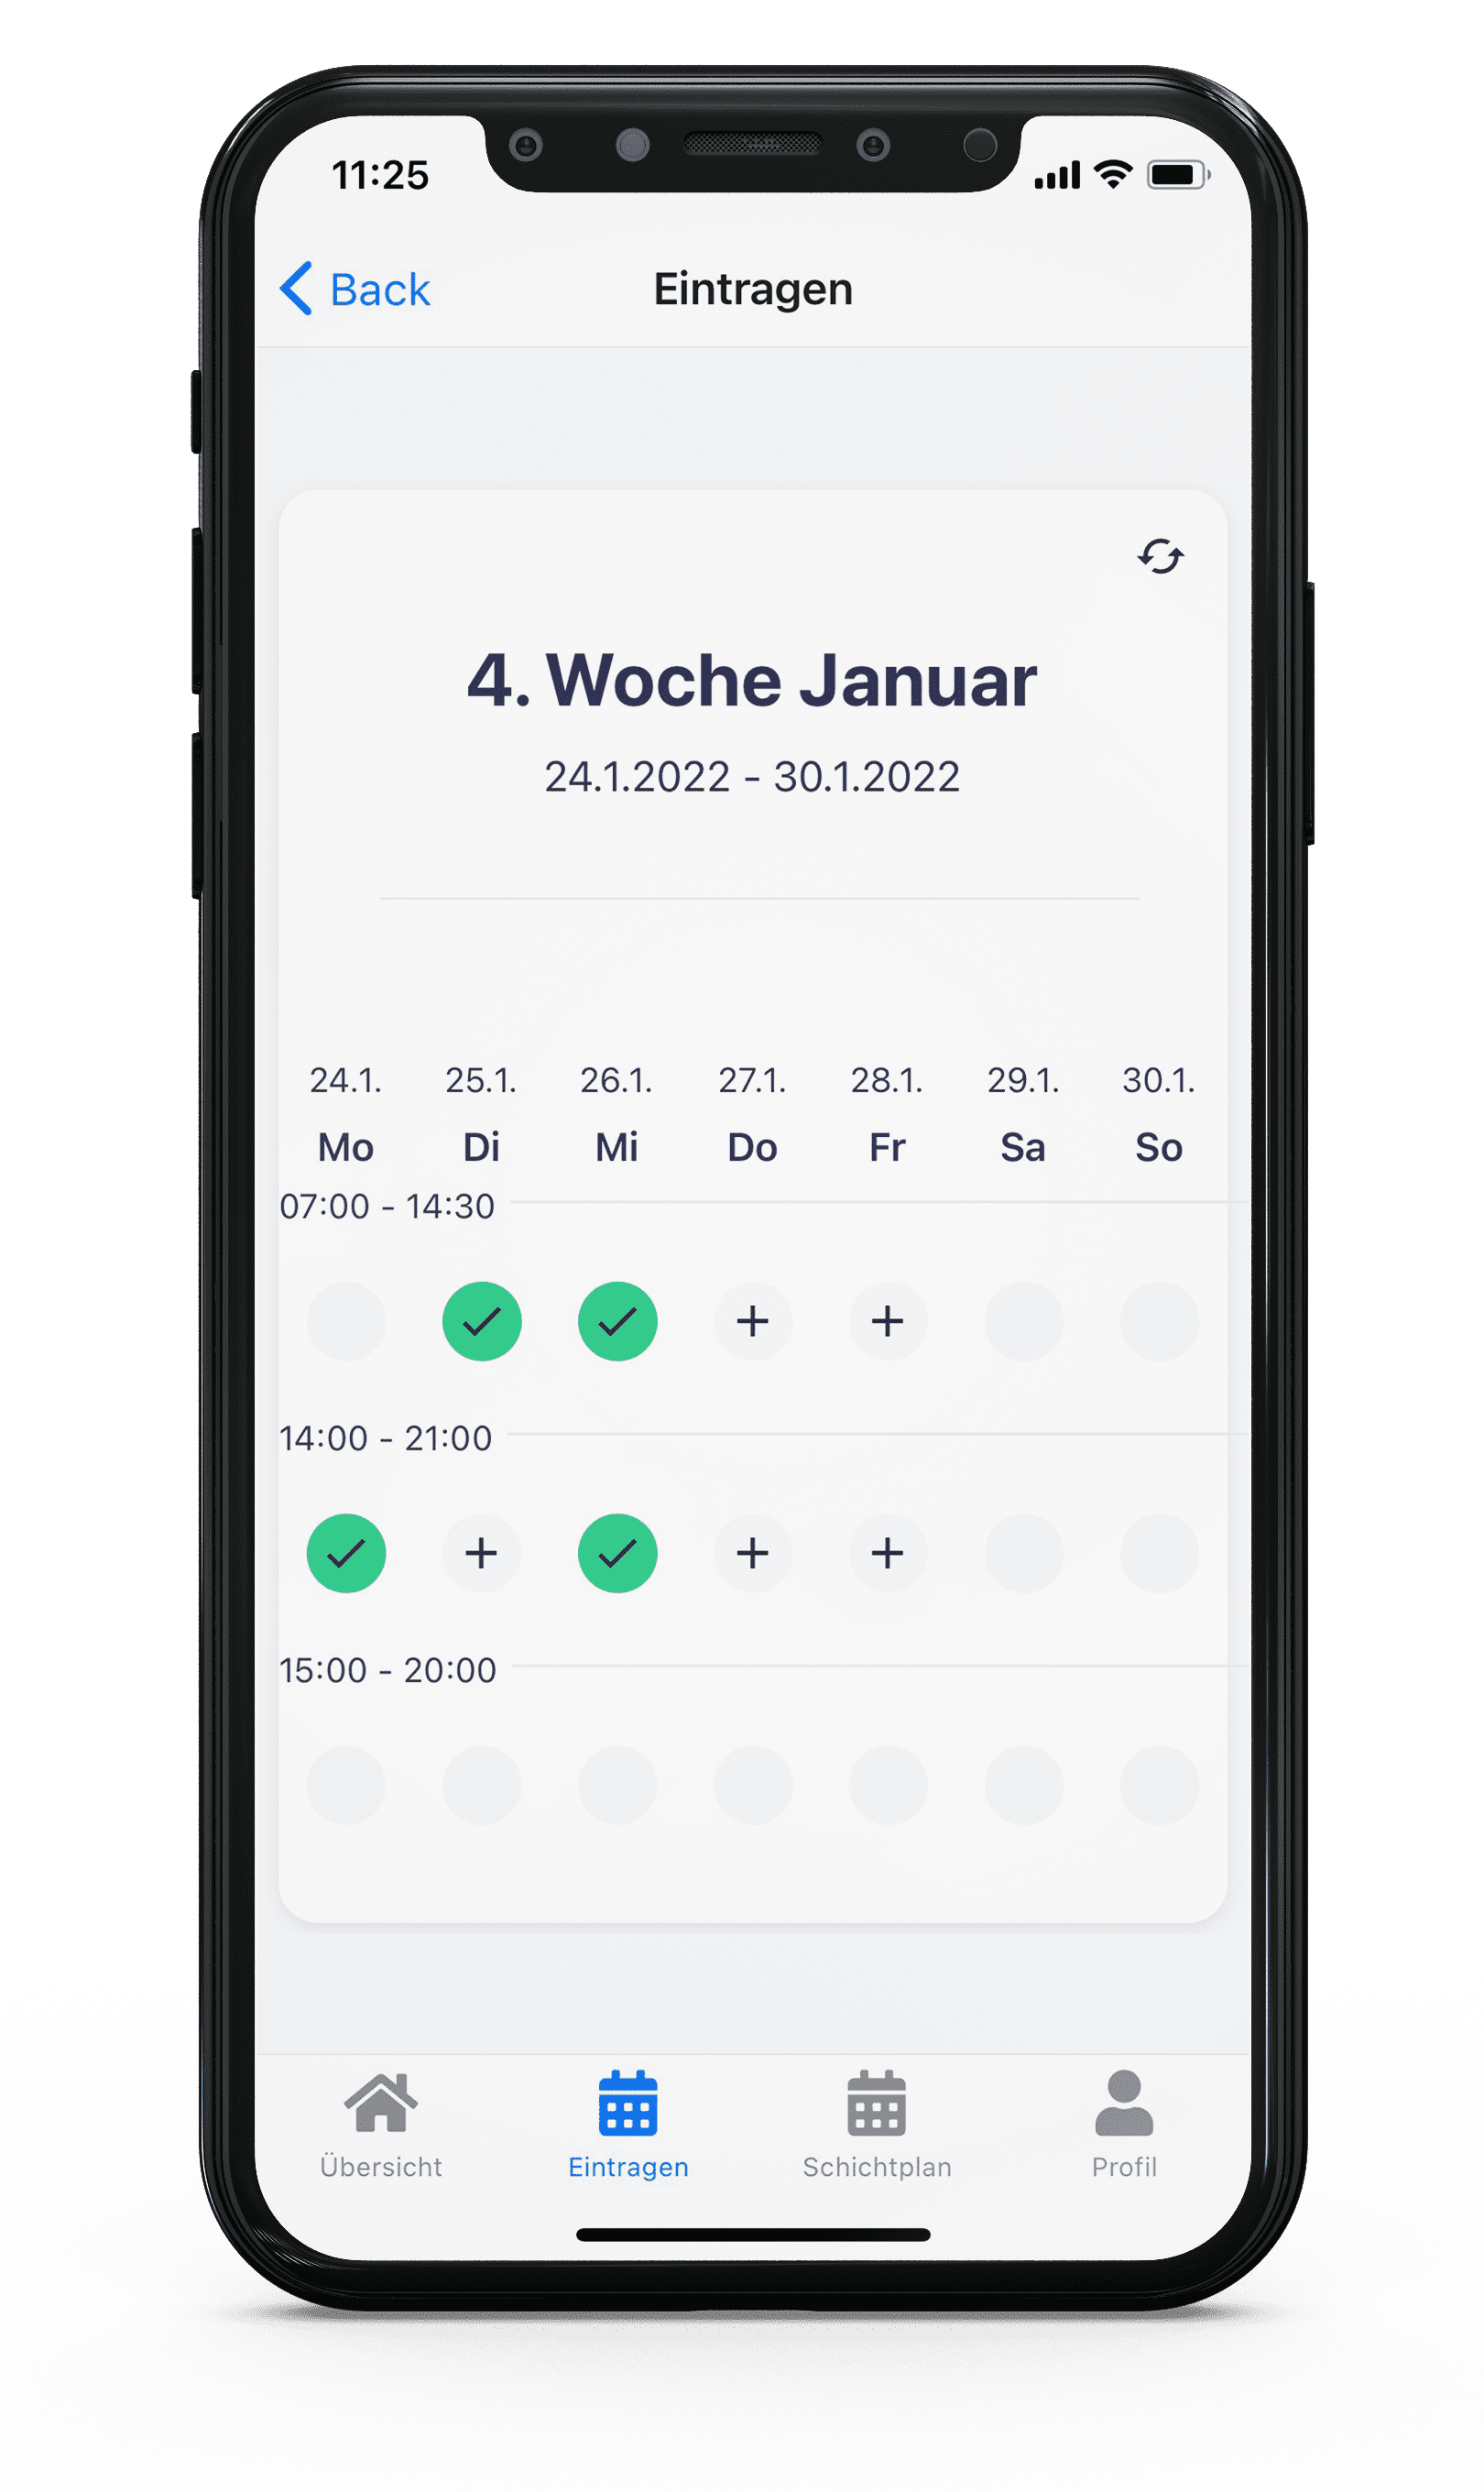 11:25
Back Eintragen
4. Woche Januar
24.1.2022 - 30.1.2022
24.1. 25.1. 26.1. 27.1. 28.1. 29.1. 30.1.
Mo Di Mi Do Fr Sa So
07:00 - 14:30
14:00 - 21:00
15:00 - 20:00
Übersicht Eintragen Schichtplan Profil